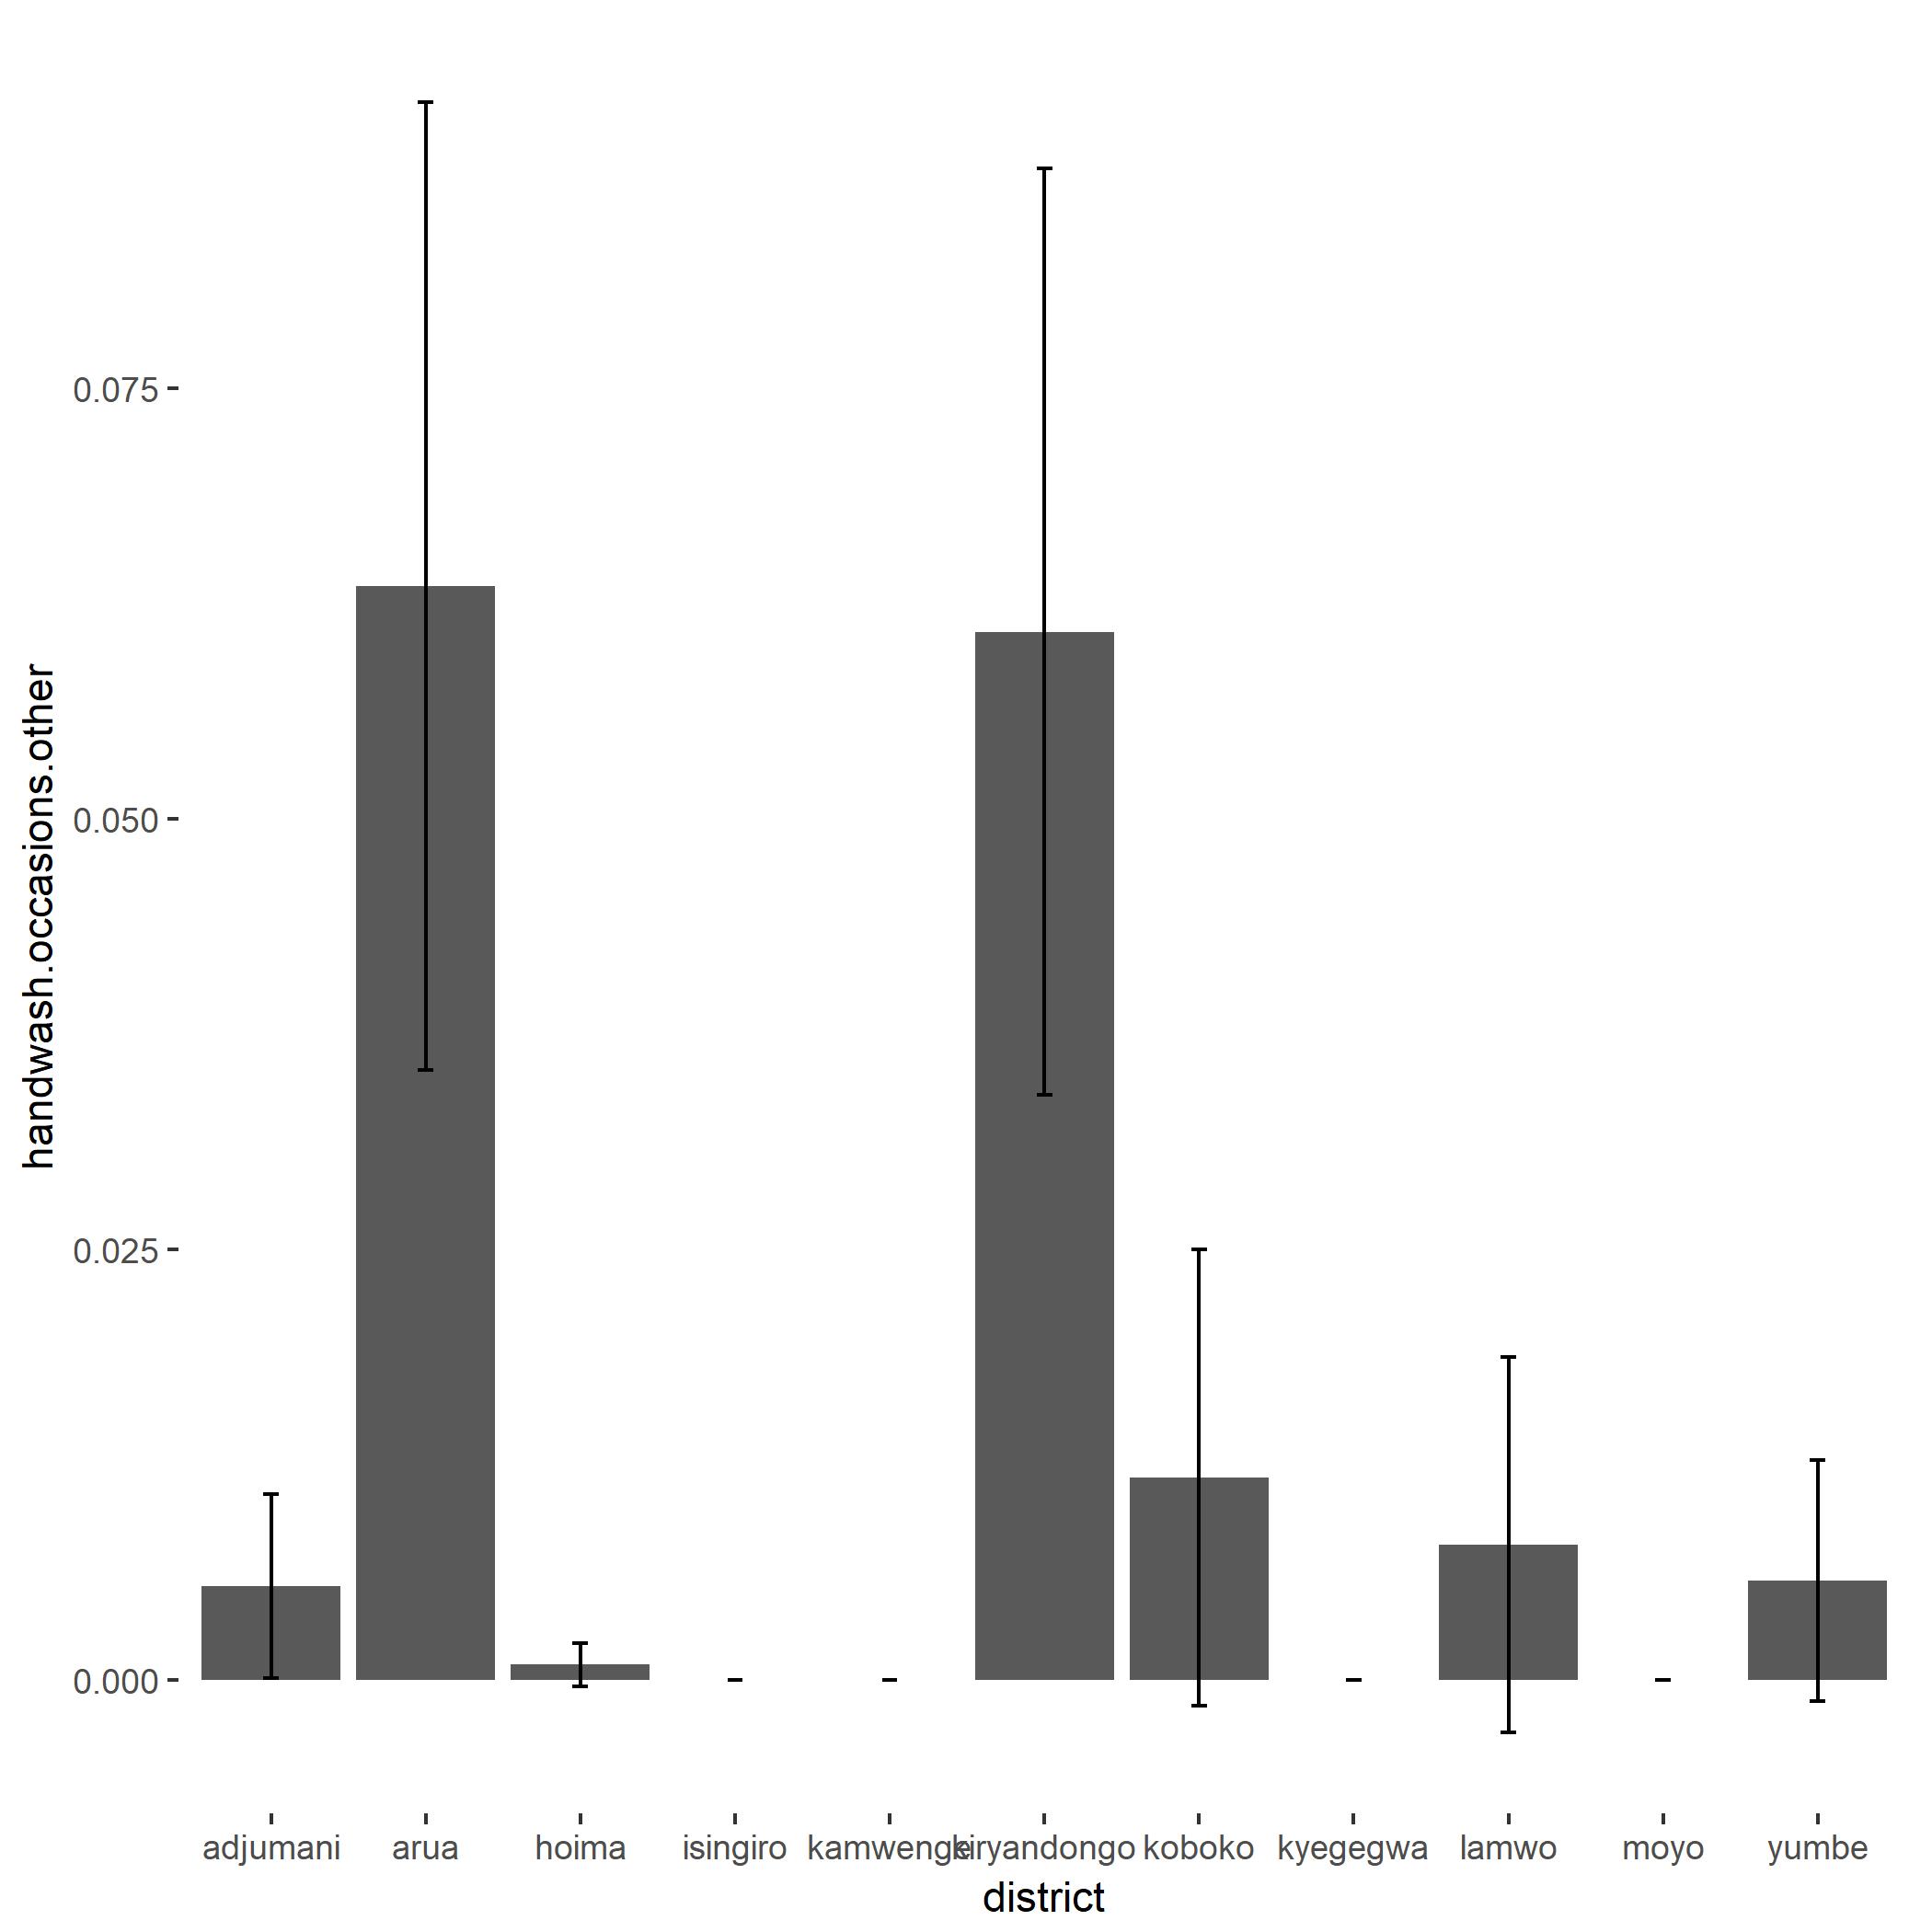 handwash.occasions.other
0.075
0.050
0.025
0.000
adjumani arua hoima isingiro kamwenge kiryandongo koboko kyegegwa lamwo moyo yumbe
district